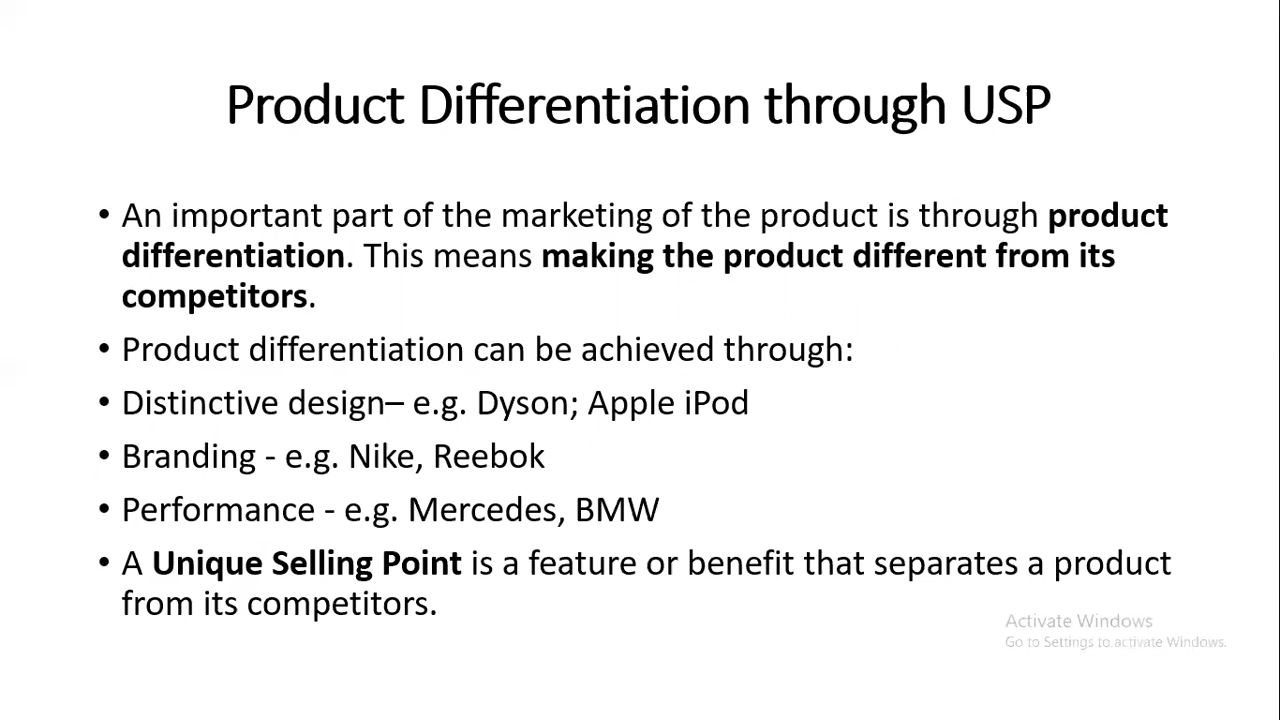 Product Differentiation through USP
• An important part of the marketing of the product is through product
differentiation. This means making the product different from its
competitors.
• Product differentiation can be achieved through:
• Distinctive design– e.g. Dyson; Apple iPod
• Branding - e.g. Nike, Reebok
• Performance - e.g. Mercedes, BMW
• A Unique Selling Point is a feature or benefit that separates a product
from its competitors.
Activate Windows
Go to Settings to activate Windows.